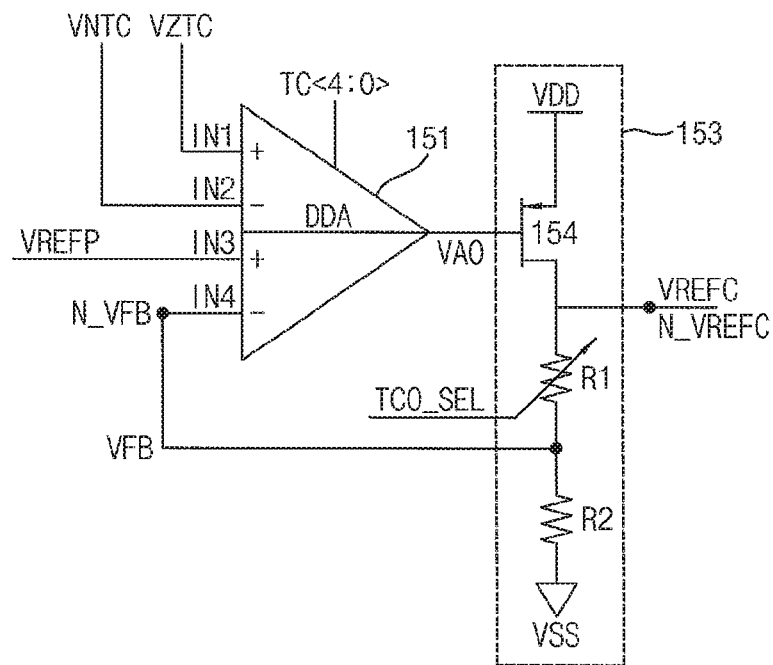 VNTC VZTC
TC<4:0>
VDD
151
153
IN1
+
IN2
-
DDA
154
VREFP
IN3
+
VAO
IN4
-
N_VFB
VREFC
N_VREFC
R1
TCO_SEL
VFB
R2
VSS